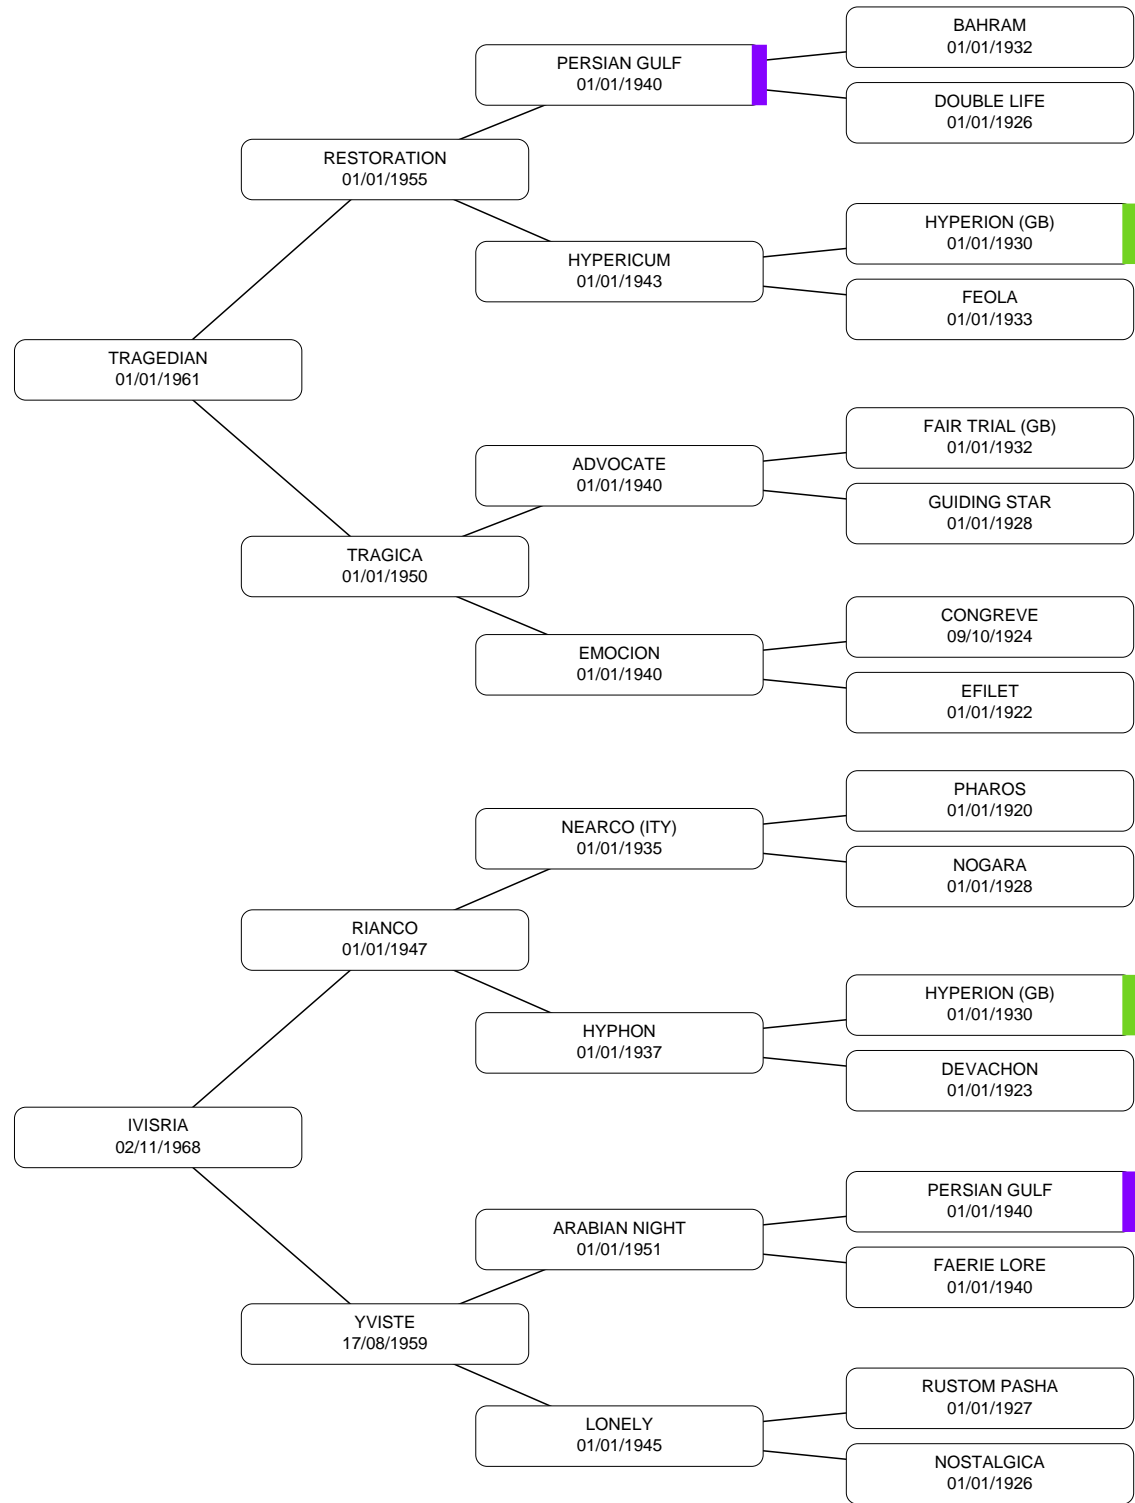 BAHRAM
01/01/1932
PERSIAN GULF
01/01/1940
DOUBLE LIFE
01/01/1926
RESTORATION
01/01/1955
HYPERION (GB)
01/01/1930
HYPERICUM
01/01/1943
FEOLA
01/01/1933
TRAGEDIAN
01/01/1961
FAIR TRIAL (GB)
01/01/1932
ADVOCATE
01/01/1940
GUIDING STAR
01/01/1928
TRAGICA
01/01/1950
CONGREVE
09/10/1924
EMOCION
01/01/1940
EFILET
01/01/1922
PHAROS
01/01/1920
NEARCO (ITY)
01/01/1935
NOGARA
01/01/1928
RIANCO
01/01/1947
HYPERION (GB)
01/01/1930
HYPHON
01/01/1937
DEVACHON
01/01/1923
IVISRIA
02/11/1968
PERSIAN GULF
01/01/1940
ARABIAN NIGHT
01/01/1951
FAERIE LORE
01/01/1940
YVISTE
17/08/1959
RUSTOM PASHA
01/01/1927
LONELY
01/01/1945
NOSTALGICA
01/01/1926